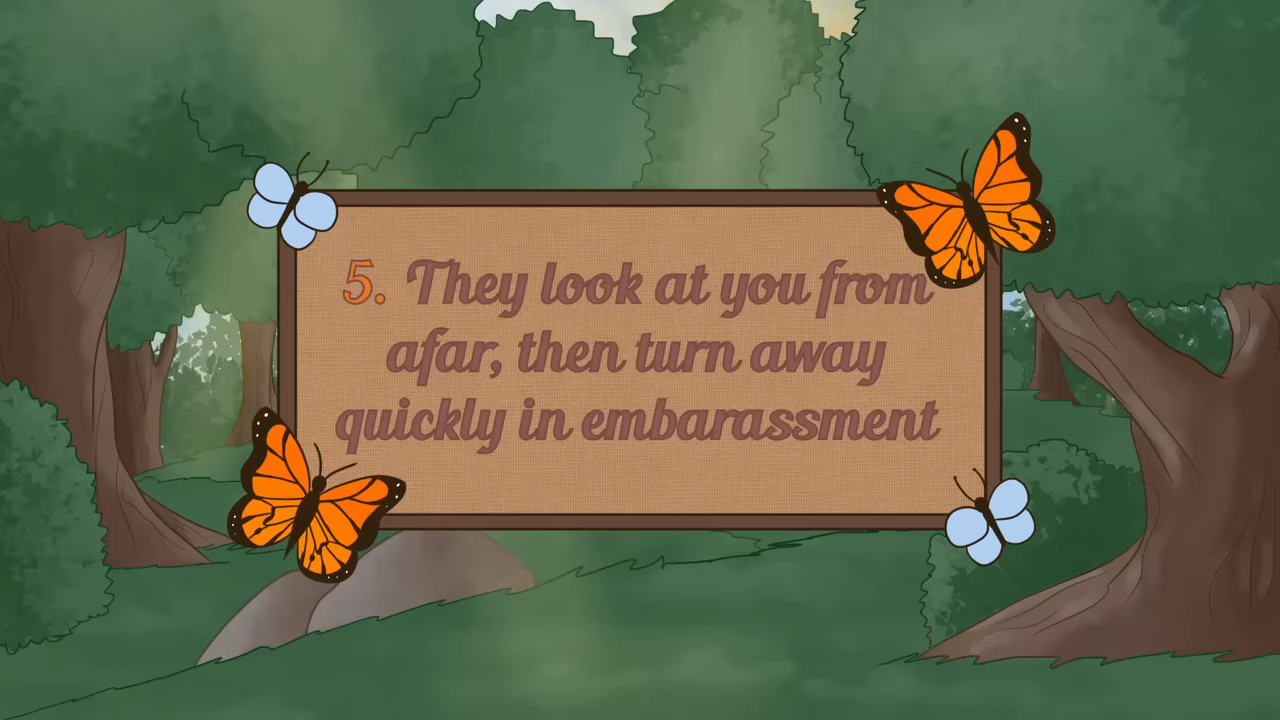 5. They look at you from
afar, then turn away
quickly in embarassment